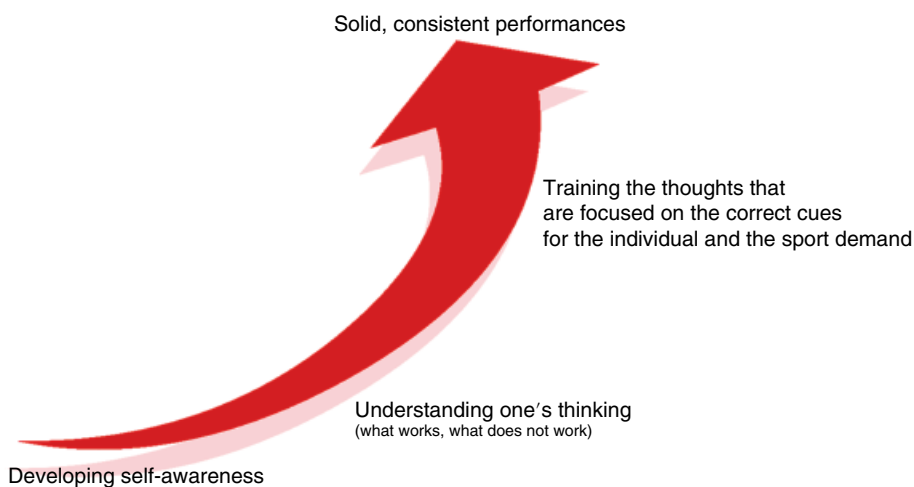 Solid, consistent performances
Training the thoughts that
are focused on the correct cues
for the individual and the sport demand
Understanding one′s thinking
(what works, what does not work)
Developing self-awareness